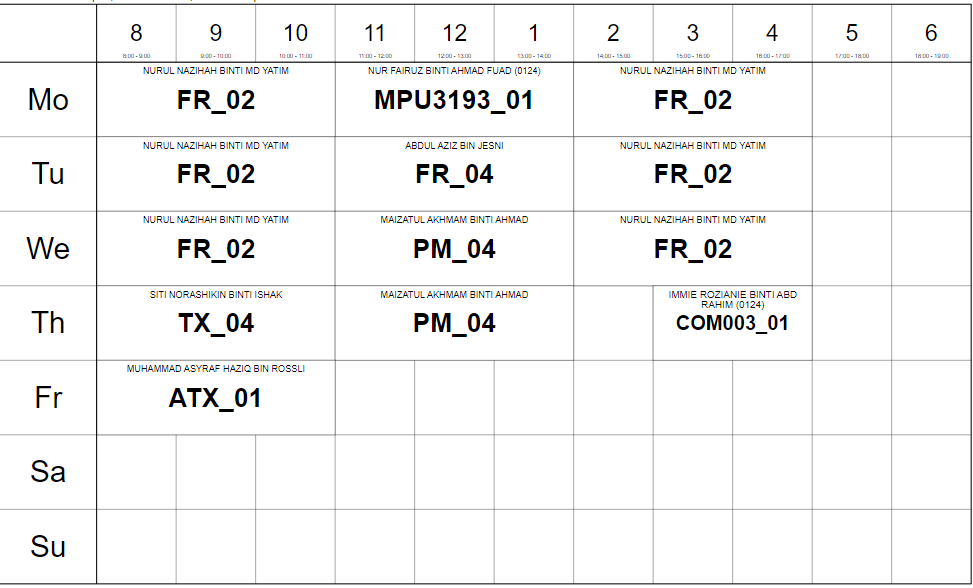 8 9 10 11 12 1 2 3 4 5 6
8:00 - 9:00 9:00 - 10:00 10:00 - 11:00 11:00 - 12:00 12:00 - 13:00 13:00 - 14:00 14:00 - 15:00 15:00 - 16:00 16:00 - 17:00 17:00 - 18:00 18:00 - 19:00
NURUL NAZIHAH BINTI MD YATIM NUR FAIRUZ BINTI AHMAD FUAD (0124) NURUL NAZIHAH BINTI MD YATIM
Mo FR_02 MPU3193_01 FR_02
NURUL NAZIHAH BINTI MD YATIM ABDUL AZIZ BIN JESNI NURUL NAZIHAH BINTI MD YATIM
Tu FR_02 FR_04 FR_02
NURUL NAZIHAH BINTI MD YATIM MAIZATUL AKHMAM BINTI AHMAD NURUL NAZIHAH BINTI MD YATIM
We FR_02 PM_04 FR_02
SITI NORASHIKIN BINTI ISHAK MAIZATUL AKHMAM BINTI AHMAD IMMIE ROZIANIE BINTI ABD
RAHIM (0124)
Th TX_04 PM_04 COM003_01
MUHAMMAD ASYRAF HAZIQ BIN ROSSLI
Fr ATX_01
Sa
Su